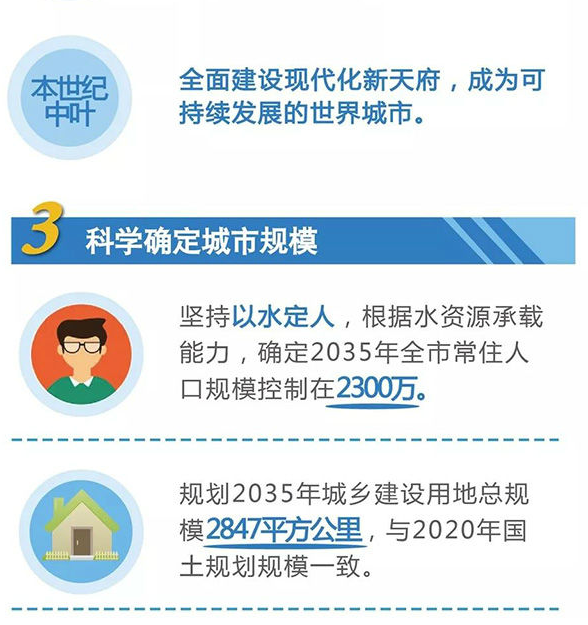 本世纪
中叶
全面建设现代化新天府，成为可
持续发展的世界城市。
3 科学确定城市规模
坚持以水定人，根据水资源承载
能力，确定2035年全市常住人
口规模控制在2300万。
规划2035年城乡建设用地总规
模2847平方公里，与2020年国
土规划规模一致。